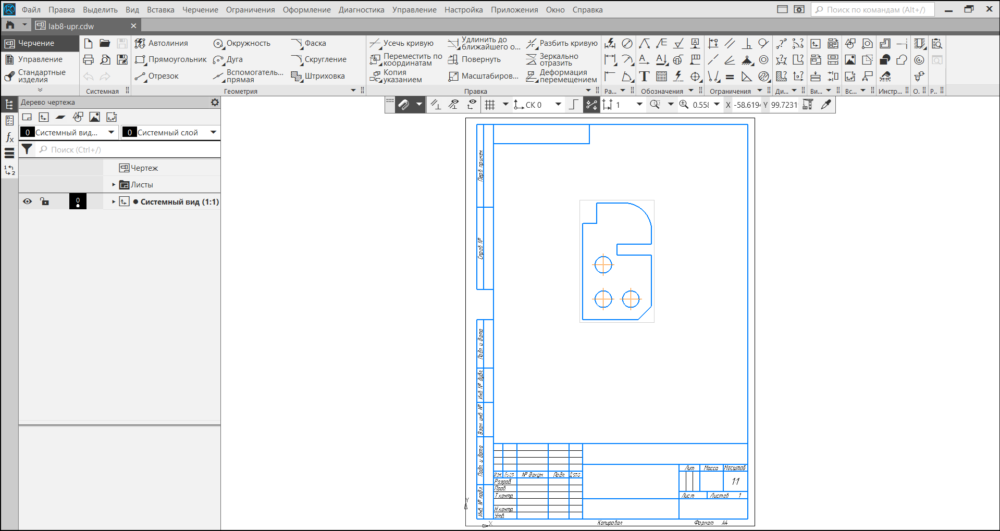 Файл Правка Выделить Вид Вставка Черчение Ограничения Оформление Диагностика Управление Настройка Приложения Окно Справка Поиск по командам (Alt+/)
lab8-upr.cdw
Черчение
Управление
Стандартные
изделия
Системная
Автолиния
Прямоугольник
Отрезок
Окружность
Дуга
Вспомогатель...
прямая
Фаска
Скругление
Штриховка
Геометрия
Усечь кривую
Переместить по
координатам
Копия
указанием
Удлинить до
ближайшего о...
Повернуть
Масштабиров...
Разбить кривую
Зеркально
отразить
Деформация
перемещением
Правка
Ра...
Обозначения
Ограничения
Ди...
Ви...
Вс...
Инстр...
О.
Р..
Дерево чертежа
СК 0
1
0.558
X -58.6194
Y 99.7231
0 Системный вид...
0 Системный слой
Поиск (Ctrl+/)
Чертеж
Листы
0
Системный вид (1:1)
Перв. примен.
Справ. №
Подп. и дата
Инв. № дубл.
Взам. инв. №
Подп. и дата
Инв. № подл.
Изм. Лист № докум. Подп. Дата
Разраб.
Пров.
Т.контр.
Н.контр.
Утв.
Лит. Масса Масштаб
1:1
Лист Листов 1
Копировал Формат A4
Y
X